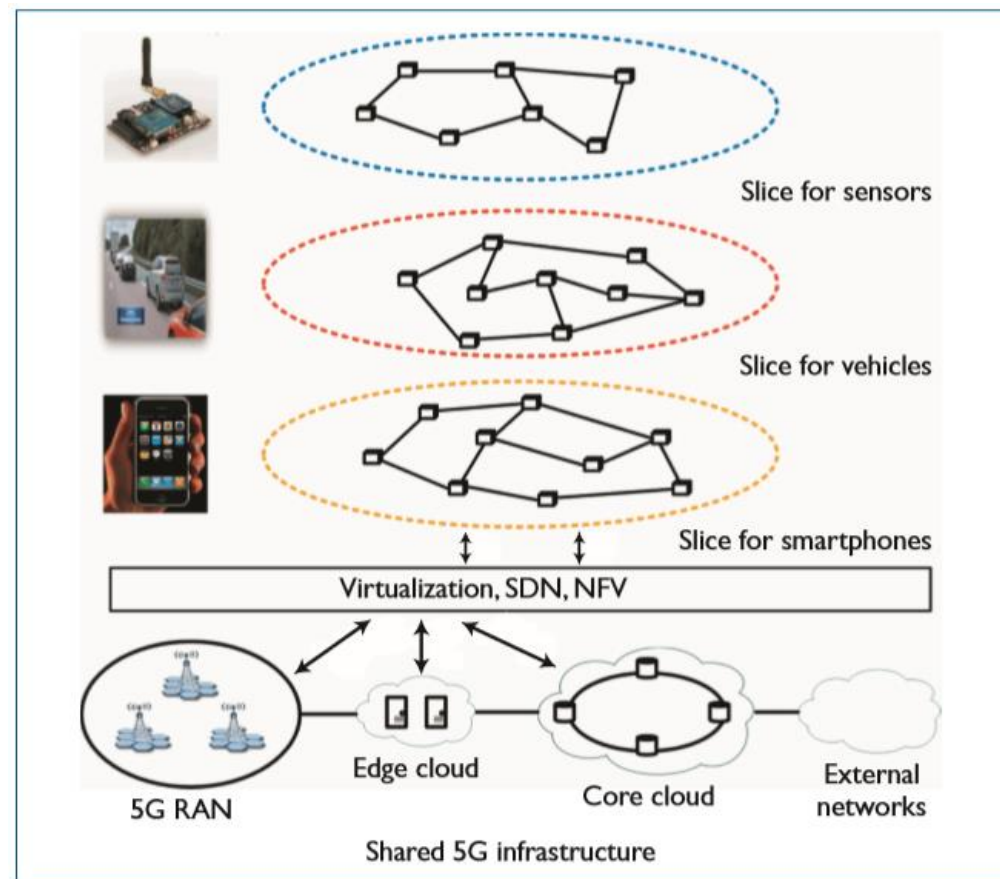 Slice for sensors
Slice for vehicles
Slice for smartphones
Virtualization, SDN, NFV
Edge cloud
Core cloud
External
networks
5G RAN
Shared 5G infrastructure